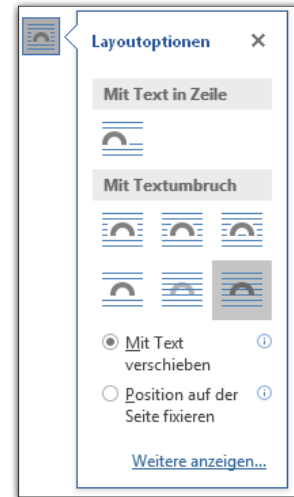 Layoutoptionen
Mit Text in Zeile
Mit Textumbruch
Mit Text
verschieben
Position auf der
Seite fixieren
Weitere anzeigen...